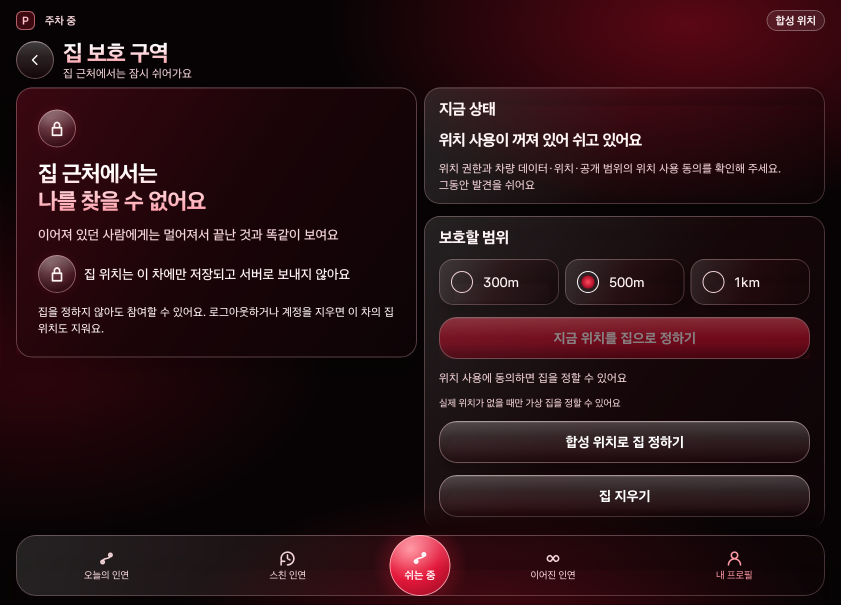 P 주차 중
합성 위치
집 보호 구역
집 근처에서는 잠시 쉬어가요
집 근처에서는
나를 찾을 수 없어요
이어져 있던 사람에게는 멀어져서 끝난 것과 똑같이 보여요
집 위치는 이 차에만 저장되고 서버로 보내지 않아요
집을 정하지 않아도 참여할 수 있어요. 로그아웃하거나 계정을 지우면 이 차의 집
위치도 지워요.
지금 상태
위치 사용이 꺼져 있어 쉬고 있어요
위치 권한과 차량 데이터·위치·공개 범위의 위치 사용 동의를 확인해 주세요.
그동안 발견을 쉬어요
보호할 범위
300m
500m
1km
지금 위치를 집으로 정하기
위치 사용에 동의하면 집을 정할 수 있어요
실제 위치가 없을 때만 가상 집을 정할 수 있어요
합성 위치로 집 정하기
집 지우기
오늘의 인연
스친 인연
쉬는 중
이어진 인연
내 프로필